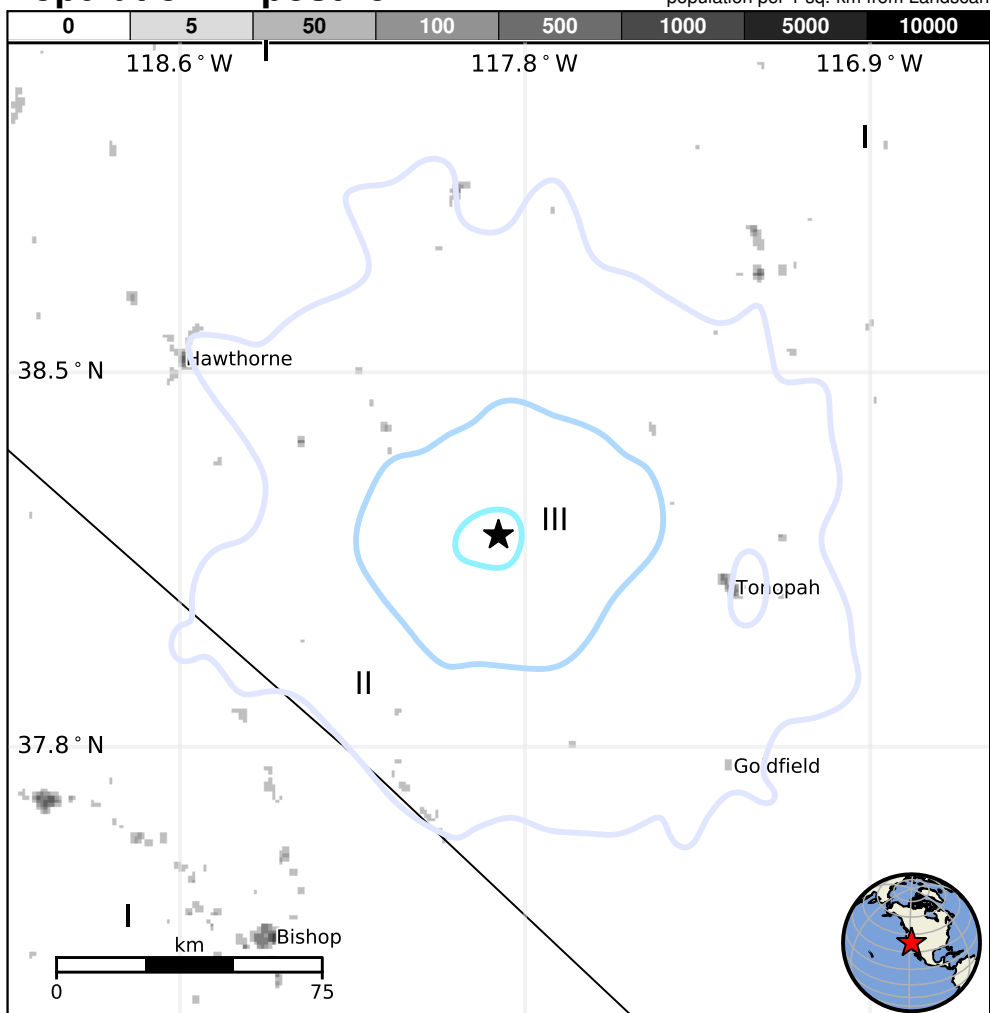 population per 1 sq. km from Landscan
0 5 50 100 500 1000 5000 10000
118.6°W 117.8°W 116.9°W
I
I
Hawthorne
38.5°N
III
Tonopah
II
37.8°N
Goldfield
I
Bishop
km
0 75